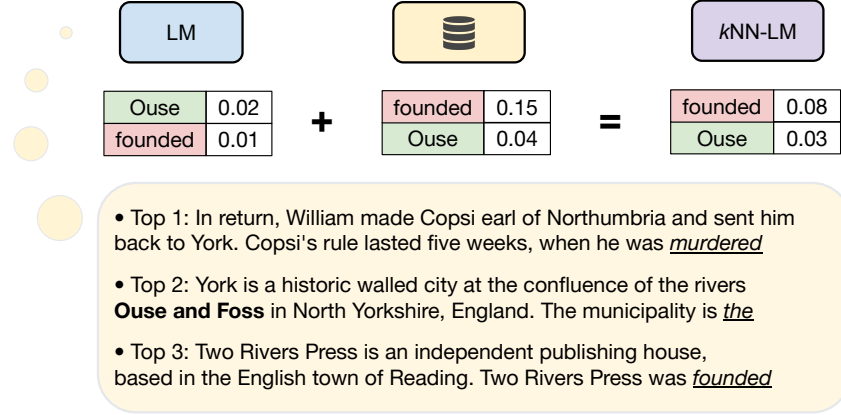 LM
kNN-LM
Ouse 0.02
founded 0.01
+
founded 0.15
Ouse 0.04
=
founded 0.08
Ouse 0.03
• Top 1: In return, William made Copsi earl of Northumbria and sent him
back to York. Copsi's rule lasted five weeks, when he was murdered
• Top 2: York is a historic walled city at the confluence of the rivers
Ouse and Foss in North Yorkshire, England. The municipality is the
• Top 3: Two Rivers Press is an independent publishing house,
based in the English town of Reading. Two Rivers Press was founded